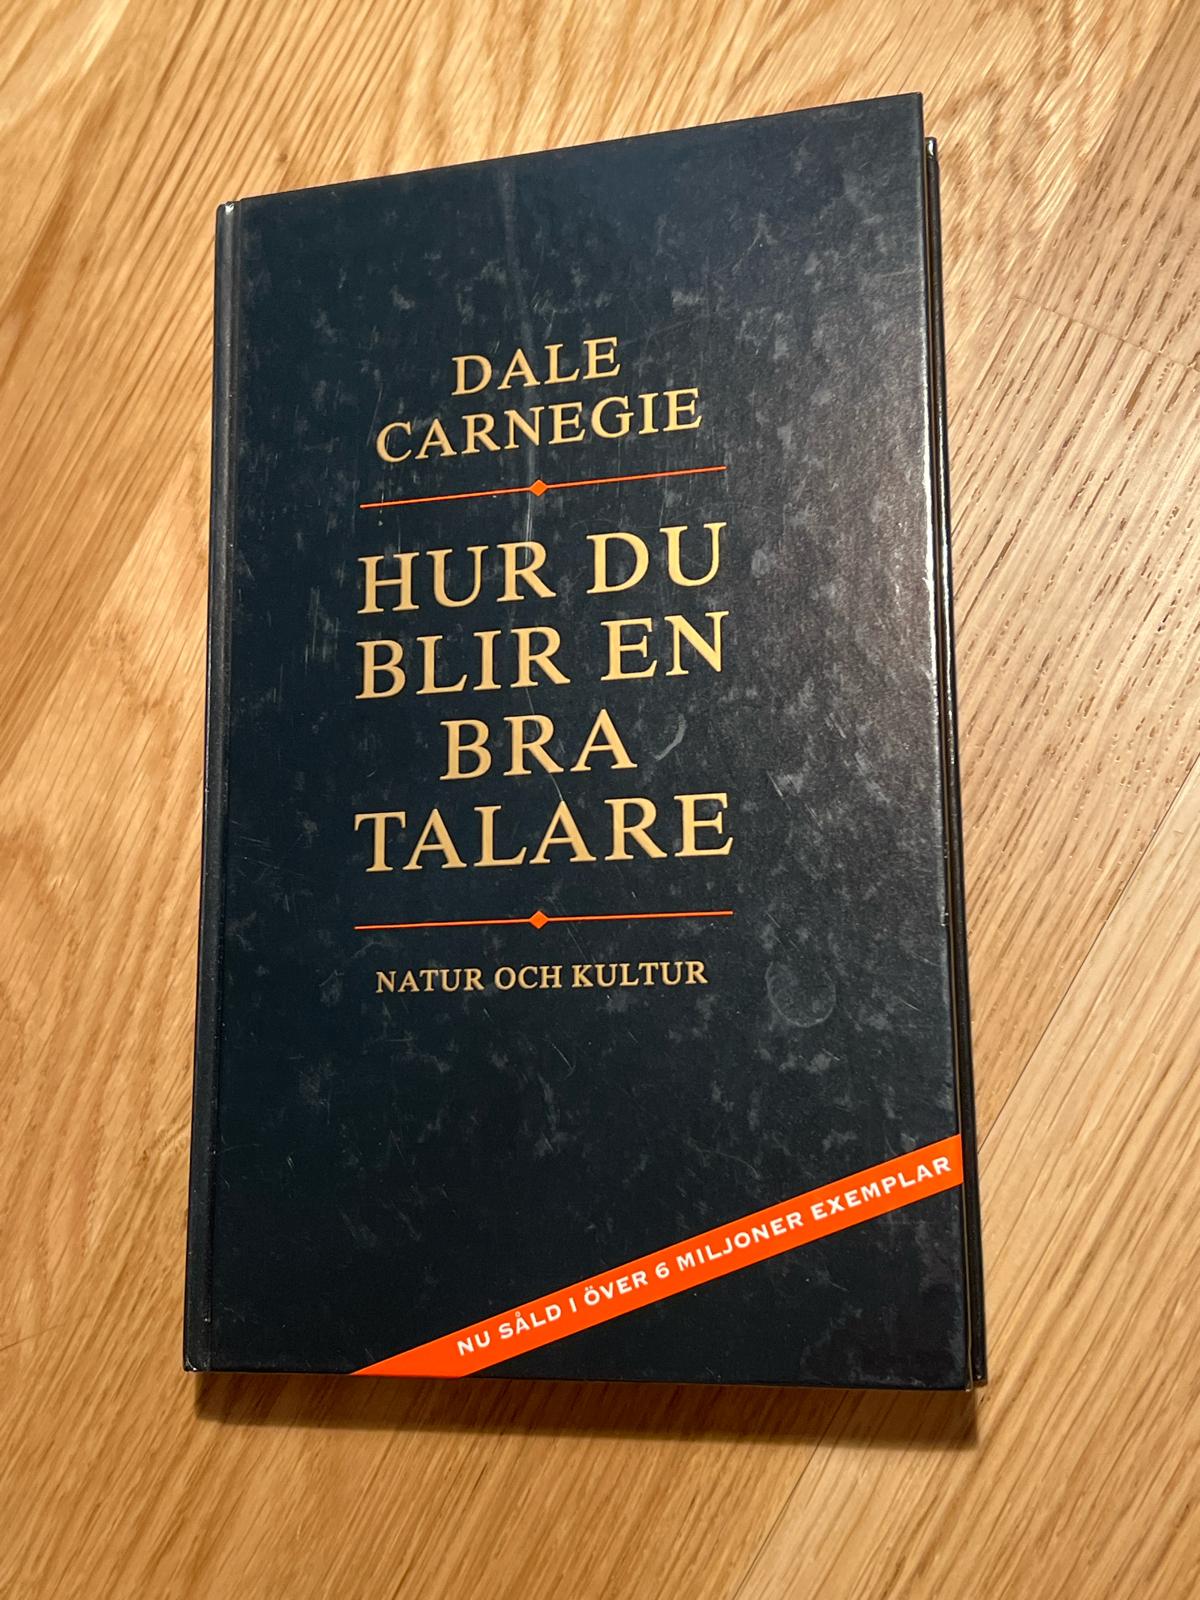 DALE
CARNEGIE
HUR DU
BLIR EN
BRA
TALARE
NATUR OCH KULTUR
NU SÅLD I ÖVER 6 MILJONER EXEMPLAR